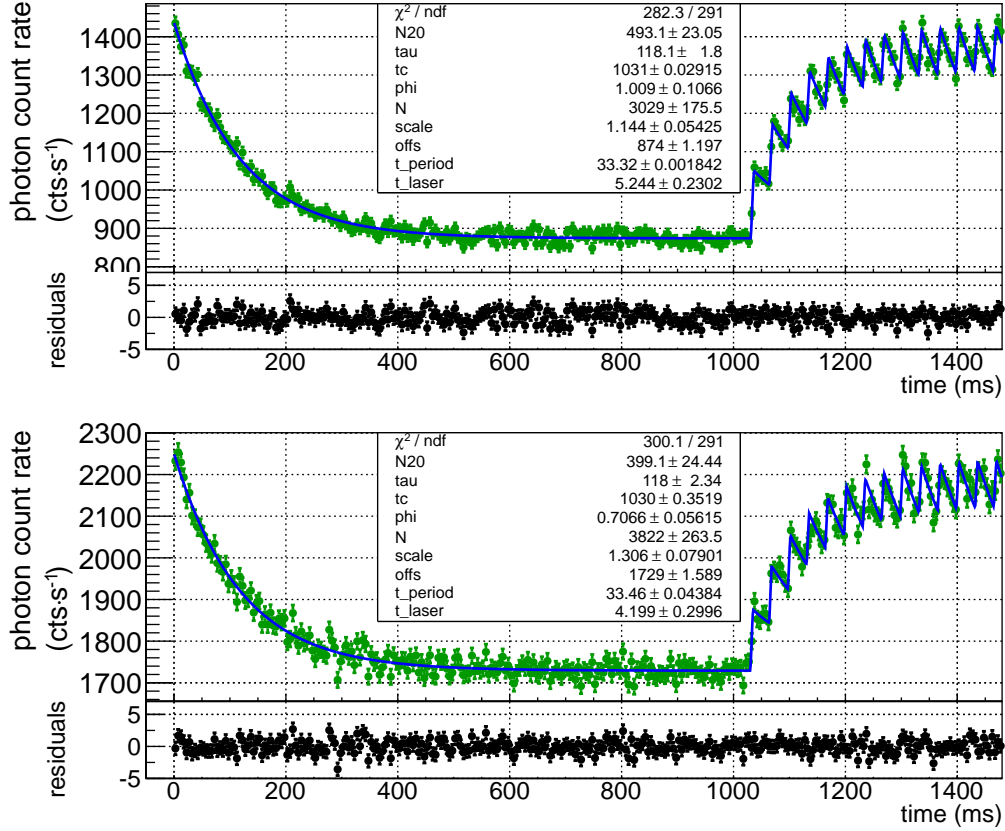 photon count rate
(cts·s⁻¹)
1400
1300
1200
1100
1000
900
800
χ² / ndf 282.3 / 291
N20 493.1 ± 23.05
tau 118.1 ± 1.8
tc 1031 ± 0.02915
phi 1.009 ± 0.1066
N 3029 ± 175.5
scale 1.144 ± 0.05425
offs 874 ± 1.197
t_period 33.32 ± 0.001842
t_laser 5.244 ± 0.2302
residuals
5
0
-5
0 200 400 600 800 1000 1200 1400
time (ms)
photon count rate
(cts·s⁻¹)
2300
2200
2100
2000
1900
1800
1700
χ² / ndf 300.1 / 291
N20 399.1 ± 24.44
tau 118 ± 2.34
tc 1030 ± 0.3519
phi 0.7066 ± 0.05615
N 3822 ± 263.5
scale 1.306 ± 0.07901
offs 1729 ± 1.589
t_period 33.46 ± 0.04384
t_laser 4.199 ± 0.2996
residuals
5
0
-5
0 200 400 600 800 1000 1200 1400
time (ms)